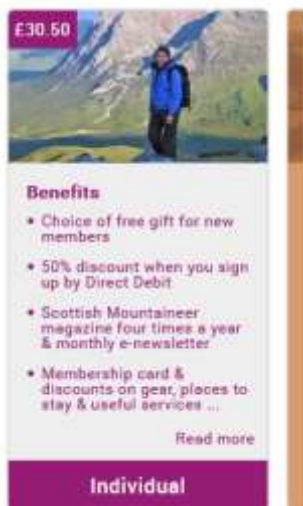 £30.50
Benefits
• Choice of free gift for new
members
• 50% discount when you sign
up by Direct Debit
• Scottish Mountaineer
magazine four times a year
& monthly e-newsletter
• Membership card &
discounts on gear, places to
stay & useful services ...
Read more
Individual